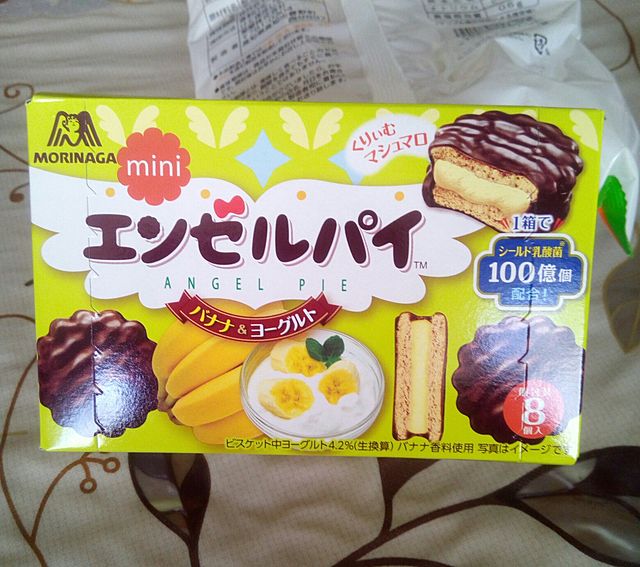 MORINAGA
mini
くりぃむ
マシュマロ
エンゼルパイ™
ANGEL PIE
バナナ&ヨーグルト
1箱で
シールド乳酸菌®
100億個
配合!
8
個入
ビスケット中ヨーグルト4.2%(生換算) バナナ香料使用 写真はイメージです